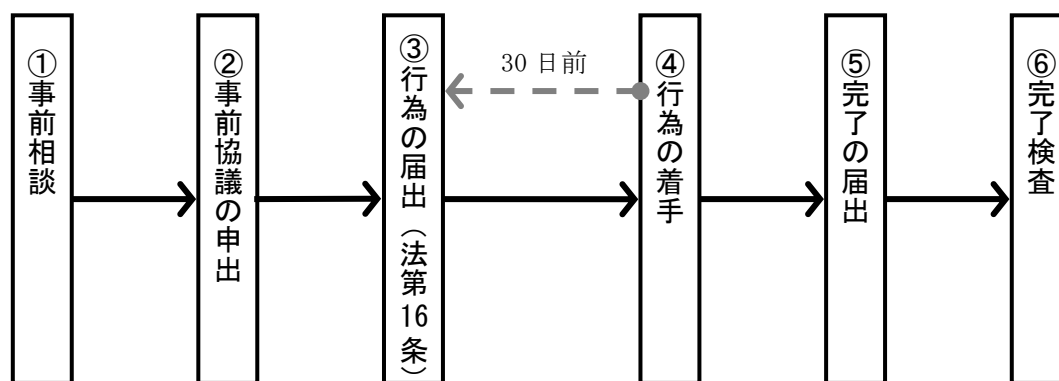 ①事前相談
②事前協議の申出
③行為の届出（法第16条）
30日前
④行為の着手
⑤完了の届出
⑥完了検査